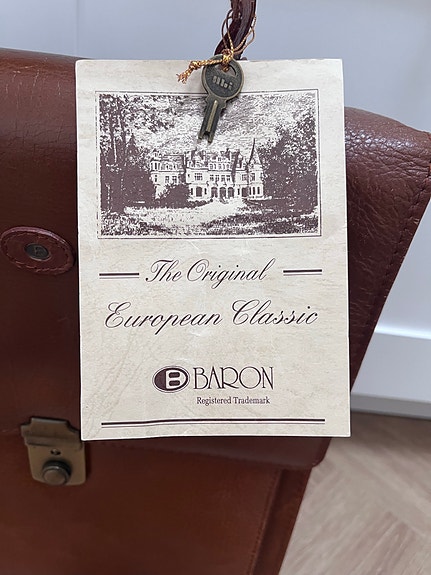 The Original
European Classic
B BARON
Registered Trademark